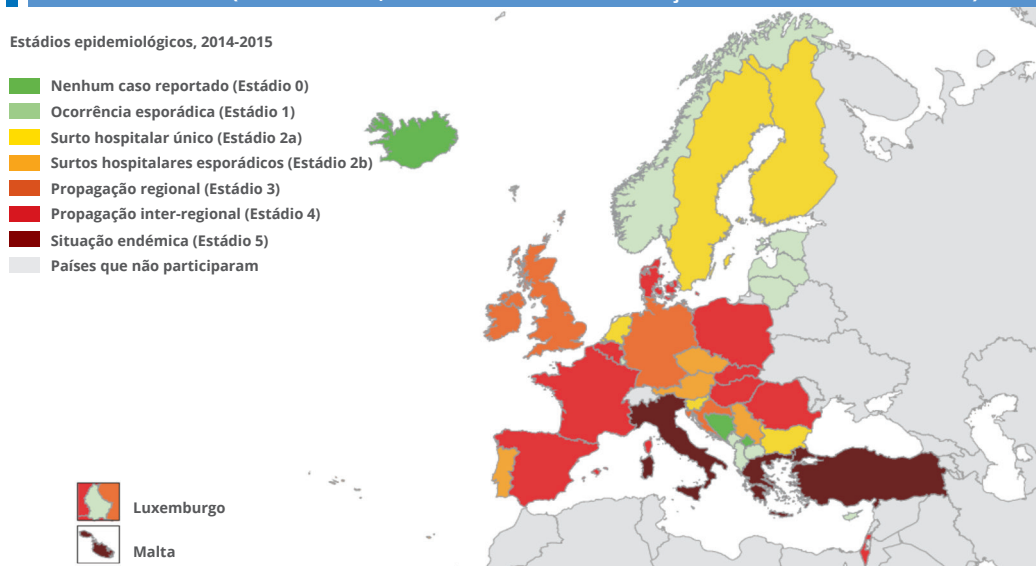 Estádios epidemiológicos, 2014-2015
Nenhum caso reportado (Estádio 0)
Ocorrência esporádica (Estádio 1)
Surto hospitalar único (Estádio 2a)
Surtos hospitalares esporádicos (Estádio 2b)
Propagação regional (Estádio 3)
Propagação inter-regional (Estádio 4)
Situação endémica (Estádio 5)
Países que não participaram
Luxemburgo
Malta